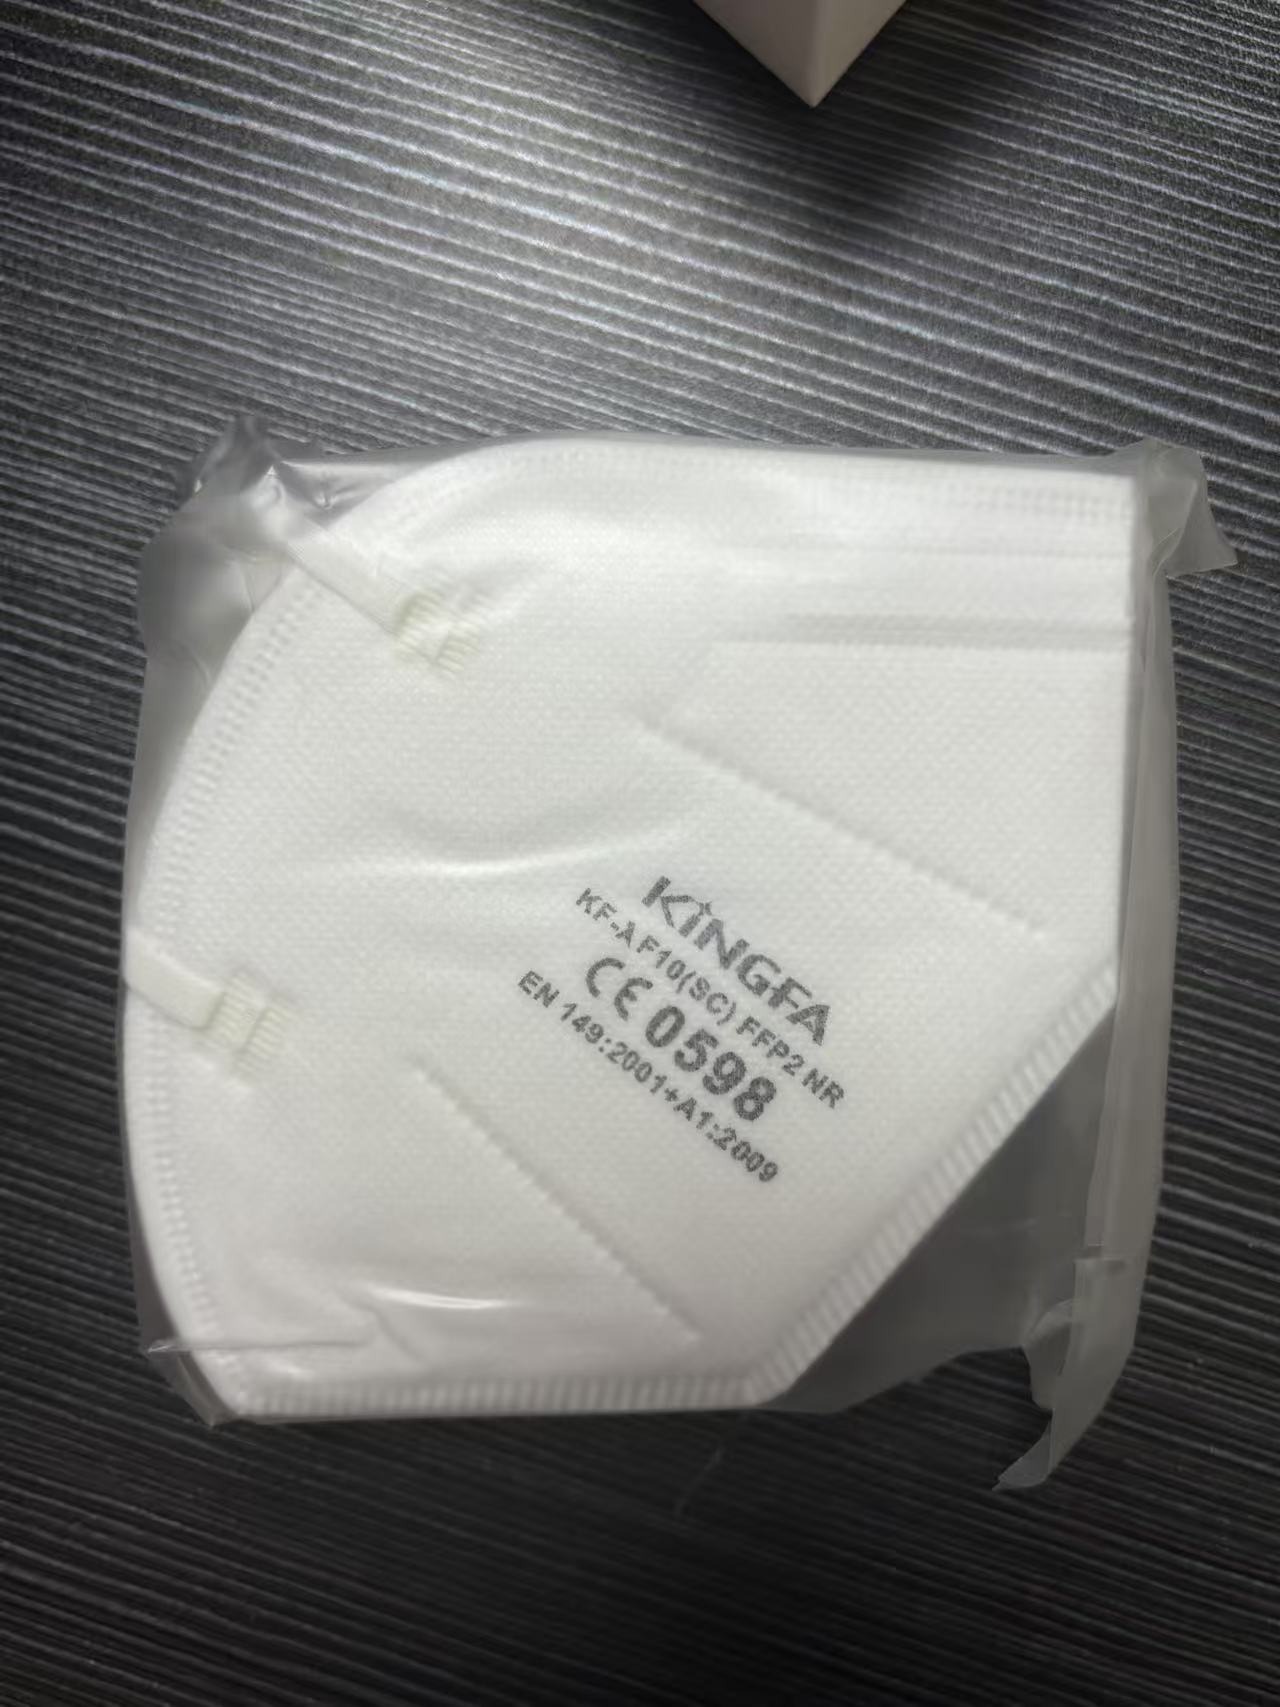 KINGFA
KF-A F10(SC) FFP2 NR
CE 0598
EN 149:2001+A1:2009